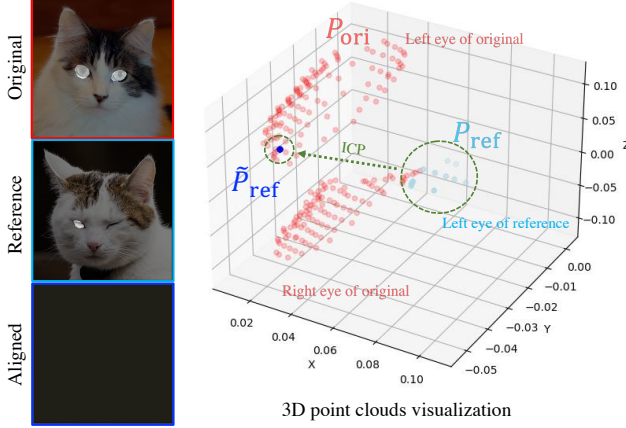 Original
Reference
Aligned
P_ori
Left eye of original
P_ref
ICP
P̃_ref
Left eye of reference
Right eye of original
0.10
0.05
0.00
−0.05
−0.10
Z
0.00
−0.01
−0.02
−0.03
−0.04
−0.05
Y
0.02
0.04
0.06
0.08
0.10
X
3D point clouds visualization